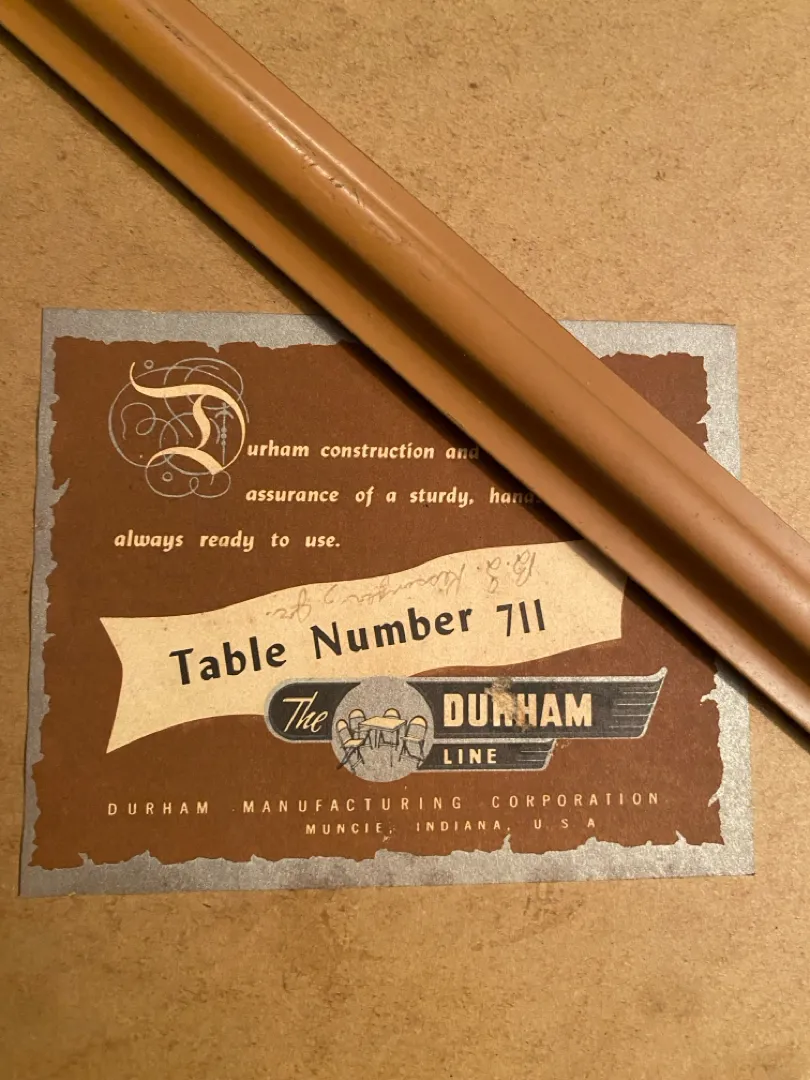 Durham construction and
assurance of a sturdy,
always ready to use.
Table Number 711
The DURHAM
LINE
DURHAM MANUFACTURING CORPORATION
MUNCIE, INDIANA, U S A